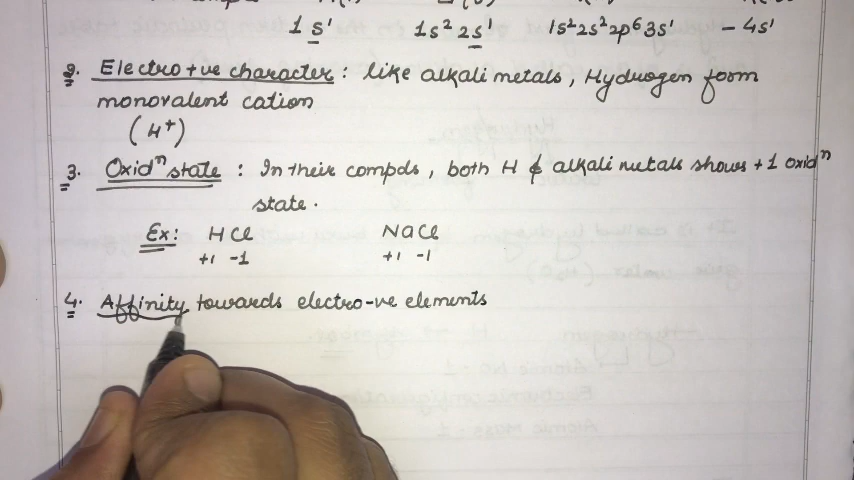 1s¹ 1s² 2s¹ 1s²2s²2p⁶3s¹ – 4s¹
2. Electro+ve character : like alkali metals, Hydrogen form
monovalent cation
(H⁺)
3. Oxidⁿ state : In their compds, both H & alkali metals shows +1 oxidⁿ
state.
Ex: HCl NaCl
+1 -1 +1 -1
4. Affinity towards electro-ve elements